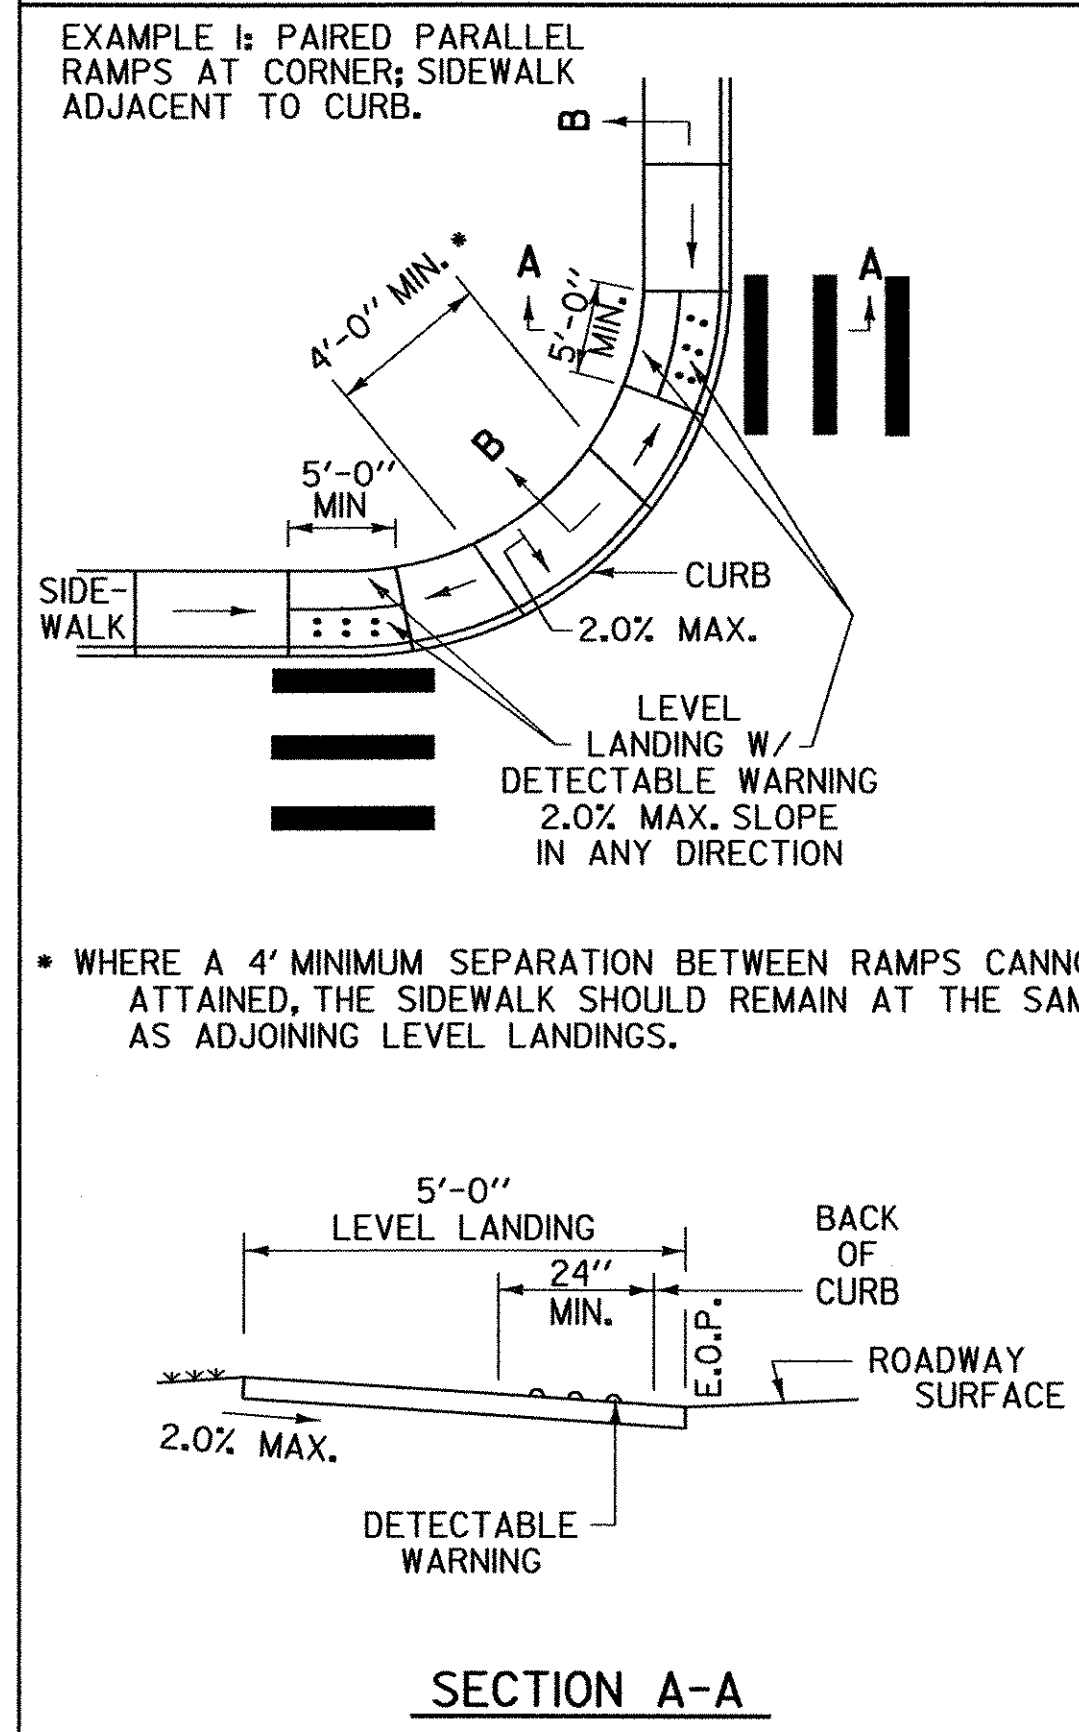 EXAMPLE 1: PAIRED PARALLEL
RAMPS AT CORNER; SIDEWALK
ADJACENT TO CURB.
B
A
A
4'-0" MIN. *
5'-0"
MIN.
B
5'-0"
MIN
SIDE-
WALK
CURB
2.0% MAX.
LEVEL
LANDING W/
DETECTABLE WARNING
2.0% MAX. SLOPE
IN ANY DIRECTION
* WHERE A 4' MINIMUM SEPARATION BETWEEN RAMPS
ATTAINED, THE SIDEWALK SHOULD REMAIN AT THE
AS ADJOINING LEVEL LANDINGS.
5'-0"
LEVEL LANDING
24"
MIN.
BACK
OF
CURB
E.O.P.
ROADWAY
SURFACE
2.0% MAX.
DETECTABLE
WARNING
SECTION A-A